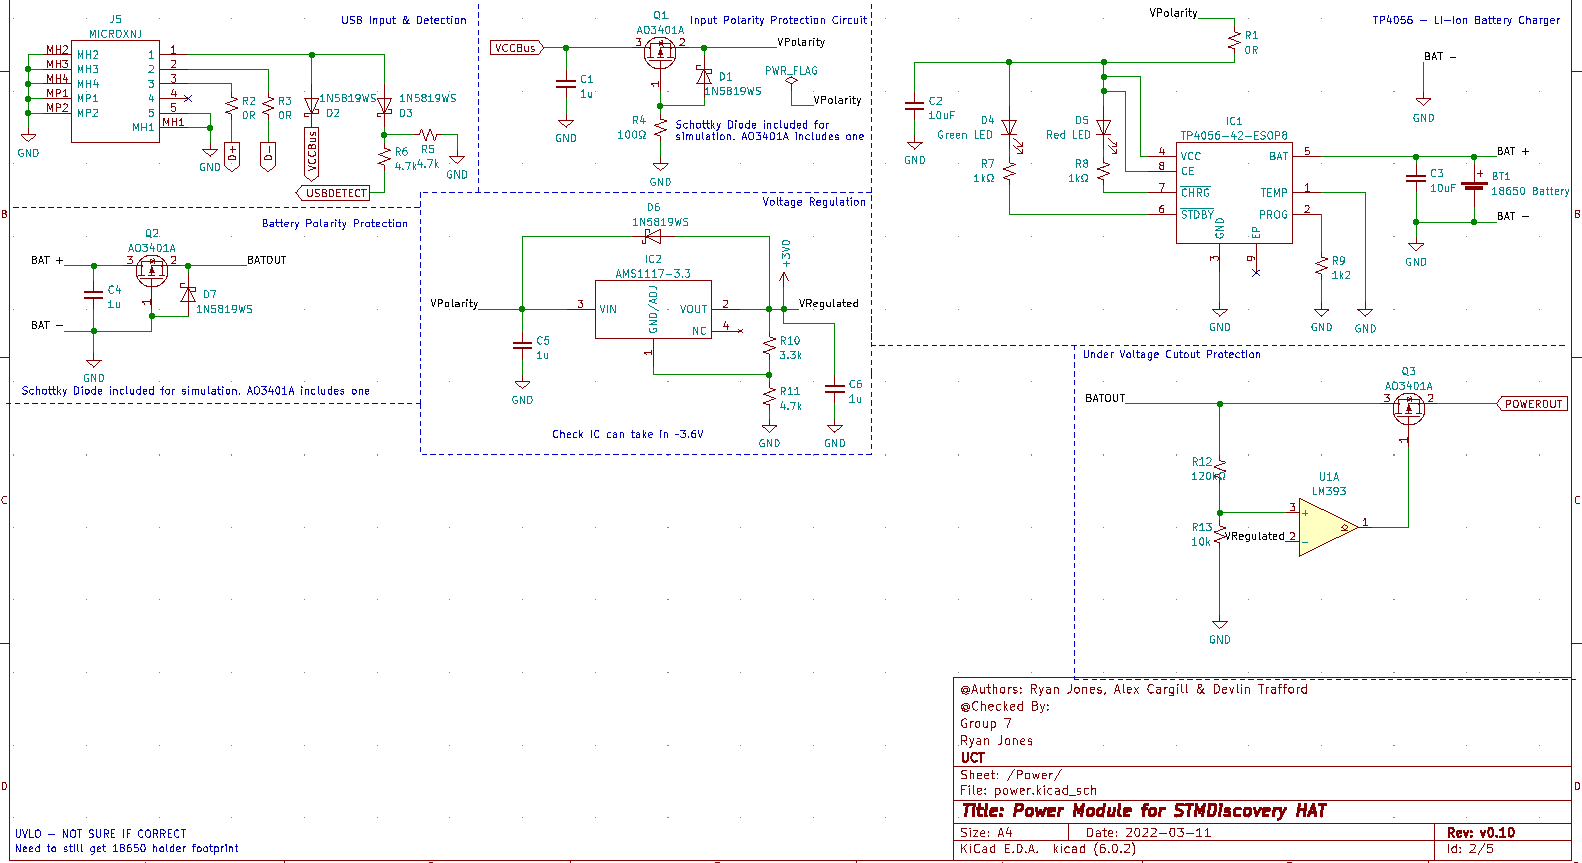 USB Input & Detection
J5
MICROXNJ
MH2
MH3
MH4
MP1
MP2
MH2
MH3
MH4
MP1
MP2
1
2
3
4
5
MH1
1
2
3
4
5
MH1
GND
GND
R2
0R
R3
0R
D+
D-
1N5819WS
D2
VCCBus
1N5819WS
D3
R6
4.7k
R5
4.7k
GND
USBDETECT
Input Polarity Protection Circuit
VCCBus
C1
1u
GND
Q1
AO3401A
3
2
1
D1
1N5819WS
R4
100Ω
GND
VPolarity
PWR_FLAG
VPolarity
Schottky Diode included for
simulation. AO3401A includes one
TP4056 - Li-Ion Battery Charger
VPolarity
R1
0R
C2
10uF
GND
D4
Green LED
R7
1kΩ
D5
Red LED
R8
1kΩ
IC1
TP4056-42-ESOP8
4
8
7
6
VCC
CE
CHRG
STDBY
GND
EP
BAT
TEMP
PROG
5
1
2
3
9
GND
R9
1k2
GND
GND
BAT -
GND
BAT +
C3
10uF
BT1
18650 Battery
BAT -
GND
Battery Polarity Protection
BAT +
Q2
AO3401A
3
2
1
BATOUT
C4
1u
D7
1N5819WS
BAT -
GND
Schottky Diode included for simulation. AO3401A includes one
Voltage Regulation
D6
1N5819WS
IC2
AMS1117-3.3
VPolarity
3
VIN
GND/ADJ
VOUT
NC
2
4
1
+3VD
VRegulated
C5
1u
GND
R10
3.3k
R11
4.7k
GND
C6
1u
GND
Check IC can take in -3.6V
Under Voltage Cutout Protection
BATOUT
Q3
AO3401A
3
2
1
POWEROUT
R12
120kΩ
R13
10k
VRegulated
3
2
+
-
1
U1A
LM393
GND
B
C
D
B
C
D
@Authors: Ryan Jones, Alex Cargill & Devlin Trafford
@Checked By:
Group 7
Ryan Jones
UCT
Sheet: /Power/
File: power.kicad_sch
Title: Power Module for STMDiscovery HAT
Size: A4
Date: 2022-03-11
Rev: v0.10
KiCad E.D.A. kicad (6.0.2)
Id: 2/5
UVLO - NOT SURE IF CORRECT
Need to still get 18650 holder footprint